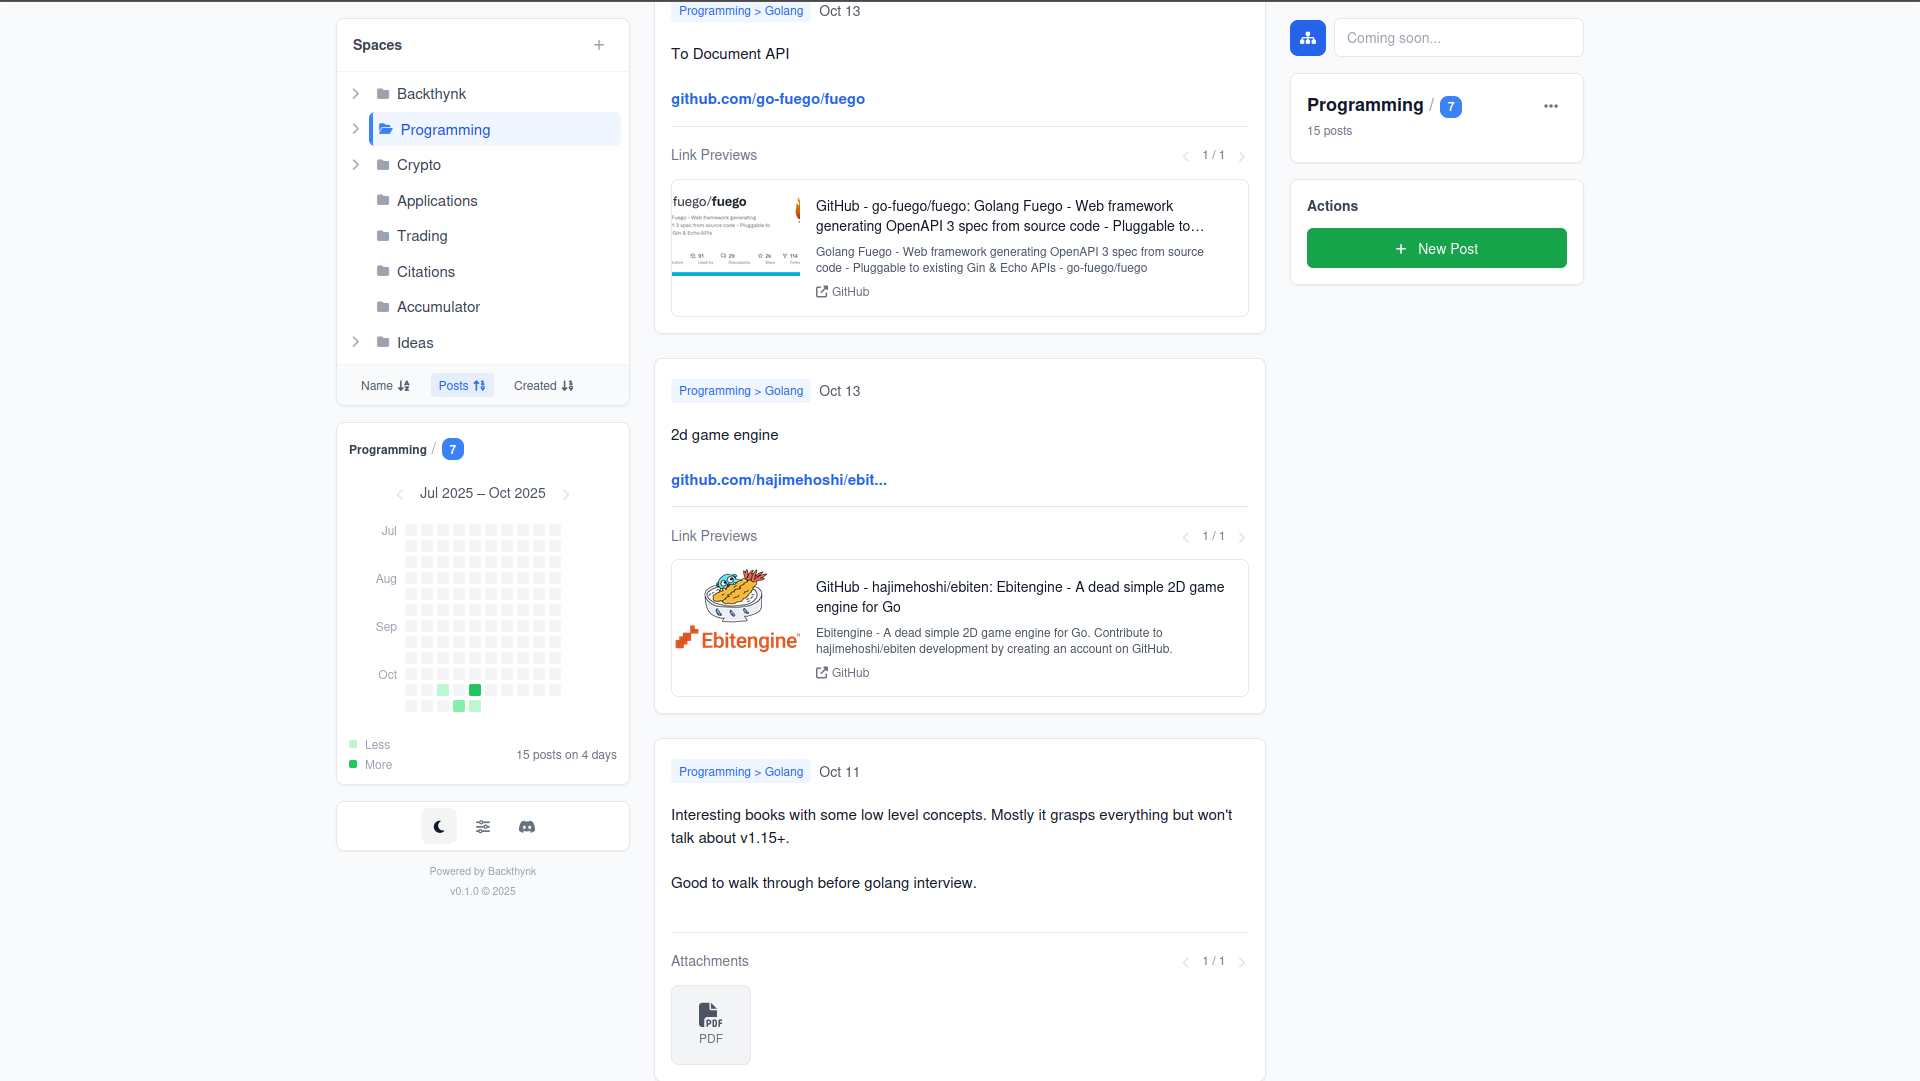 Spaces
Backthynk
Programming
Crypto
Applications
Trading
Citations
Accumulator
Ideas
Name
Posts
Created
Programming / 7
Jul 2025 – Oct 2025
Jul
Aug
Sep
Oct
Less
More
15 posts on 4 days
Powered by Backthynk
v0.1.0 © 2025
Programming > Golang Oct 13
To Document API
github.com/go-fuego/fuego
Link Previews
1 / 1
fuego/fuego
GitHub - go-fuego/fuego: Golang Fuego - Web framework
generating OpenAPI 3 spec from source code - Pluggable to…
Golang Fuego - Web framework generating OpenAPI 3 spec from source
code - Pluggable to existing Gin & Echo APIs - go-fuego/fuego
GitHub
Programming > Golang Oct 13
2d game engine
github.com/hajimehoshi/ebit...
Link Previews
1 / 1
Ebitengine
GitHub - hajimehoshi/ebiten: Ebitengine - A dead simple 2D game
engine for Go
Ebitengine - A dead simple 2D game engine for Go. Contribute to
hajimehoshi/ebiten development by creating an account on GitHub.
GitHub
Programming > Golang Oct 11
Interesting books with some low level concepts. Mostly it grasps everything but won't
talk about v1.15+.
Good to walk through before golang interview.
Attachments
1 / 1
PDF
PDF
Coming soon...
Programming / 7
15 posts
Actions
New Post